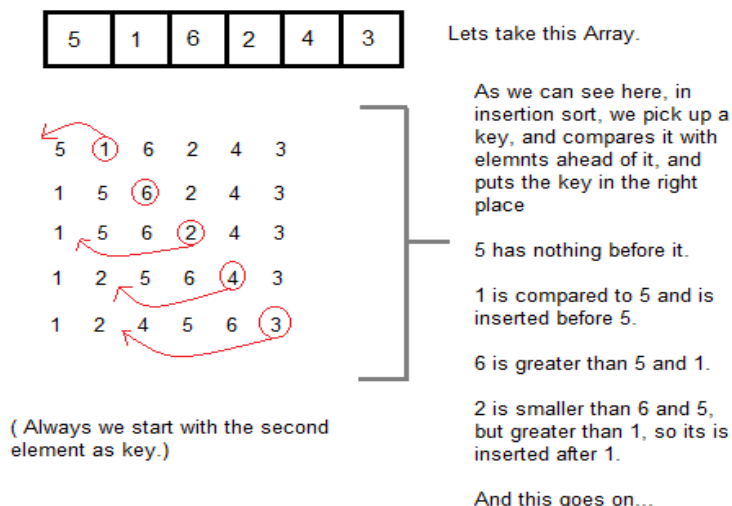 5 1 6 2 4 3
Lets take this Array.
5 1 6 2 4 3
1 5 6 2 4 3
1 5 6 2 4 3
1 2 5 6 4 3
1 2 4 5 6 3
( Always we start with the second
element as key.)
As we can see here, in
insertion sort, we pick up a
key, and compares it with
elemnts ahead of it, and
puts the key in the right
place
5 has nothing before it.
1 is compared to 5 and is
inserted before 5.
6 is greater than 5 and 1.
2 is smaller than 6 and 5,
but greater than 1, so its is
inserted after 1.
And this goes on...